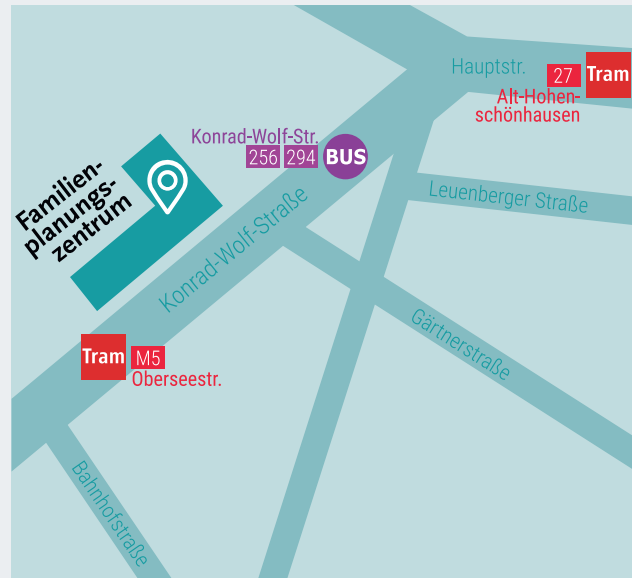 Hauptstr.
27 Tram
Alt-Hohen-
schönhausen
Konrad-Wolf-Str.
256 294 BUS
Familien-
planungs-
zentrum
Leuenberger Straße
Konrad-Wolf-Straße
Gärtnerstraße
Tram M5
Oberseestr.
Bahnhofstraße